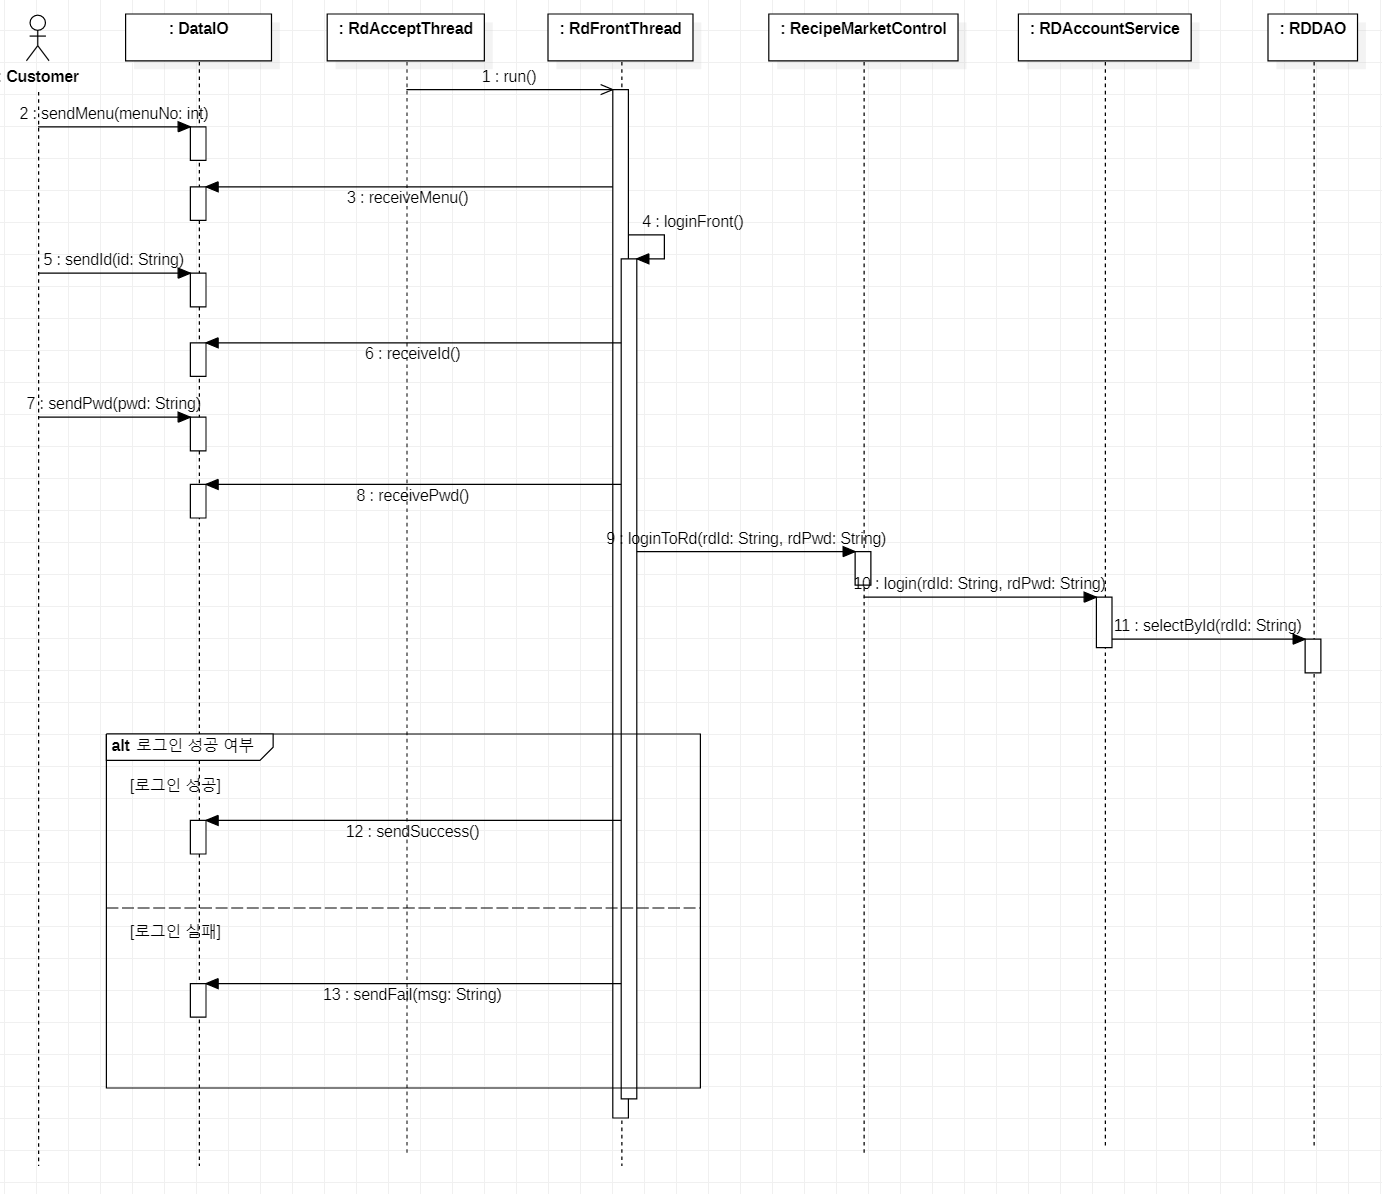 : DataIO
: RdAcceptThread
: RdFrontThread
: RecipeMarketControl
: RDAccountService
: RDDAO
: Customer
1 : run()
2 : sendMenu(menuNo: int)
3 : receiveMenu()
4 : loginFront()
5 : sendId(id: String)
6 : receiveId()
7 : sendPwd(pwd: String)
8 : receivePwd()
9 : loginToRd(rdId: String, rdPwd: String)
10 : login(rdId: String, rdPwd: String)
11 : selectById(rdId: String)
alt 로그인 성공 여부
[로그인 성공]
12 : sendSuccess()
[로그인 실패]
13 : sendFail(msg: String)